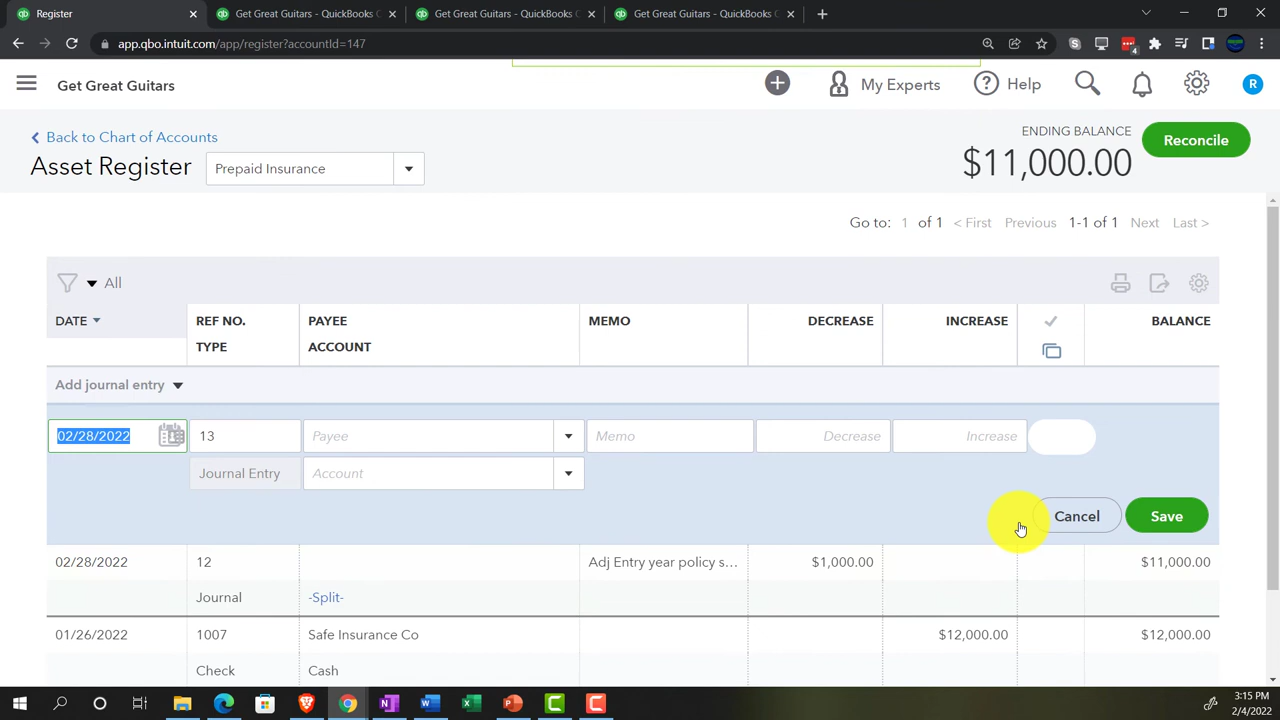 Register
Get Great Guitars - QuickBooks C
Get Great Guitars - QuickBooks C
Get Great Guitars - QuickBooks C
app.qbo.intuit.com/app/register?accountId=147
4
Get Great Guitars
My Experts
Help
R
Back to Chart of Accounts
Asset Register
Prepaid Insurance
ENDING BALANCE
$11,000.00
Reconcile
Go to: 1 of 1 < First Previous 1-1 of 1 Next Last >
All
DATE REF NO. PAYEE MEMO DECREASE INCREASE BALANCE
TYPE ACCOUNT
Add journal entry
02/28/2022 13 Payee Memo Decrease Increase
Journal Entry Account
Cancel Save
02/28/2022 12 Adj Entry year policy s... $1,000.00 $11,000.00
Journal -Split-
01/26/2022 1007 Safe Insurance Co $12,000.00 $12,000.00
Check Cash
3:15 PM
2/4/2022